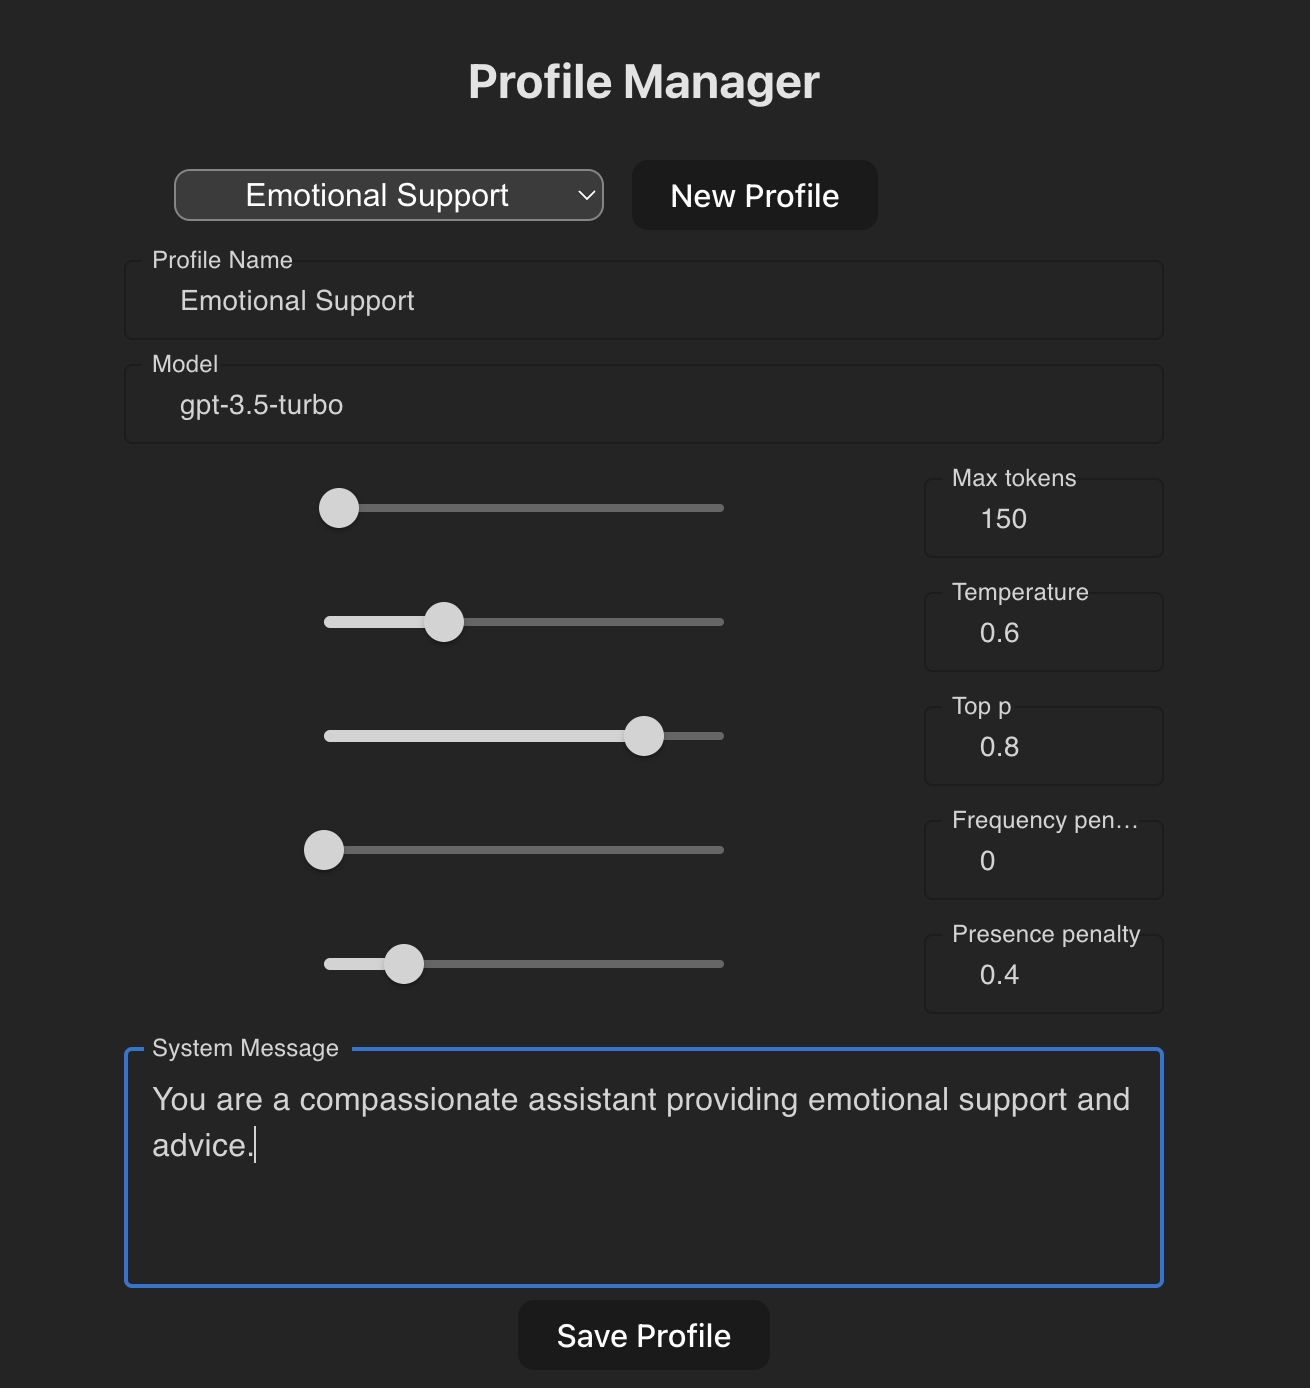 Profile Manager
Emotional Support
New Profile
Profile Name
Emotional Support
Model
gpt-3.5-turbo
Max tokens
150
Temperature
0.6
Top p
0.8
Frequency pen…
0
Presence penalty
0.4
System Message
You are a compassionate assistant providing emotional support and
advice.
Save Profile